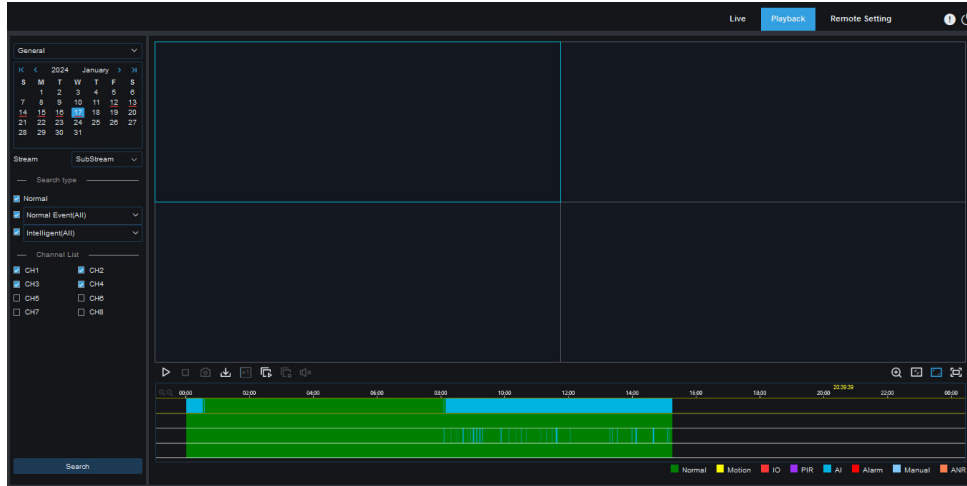 Live Playback Remote Setting
General
2024 January
S M T W T F S
1 2 3 4 5 6
7 8 9 10 11 12 13
14 15 16 17 18 19 20
21 22 23 24 25 26 27
28 29 30 31
Stream SubStream
Search type
Normal
Normal Event(All)
Intelligent(All)
Channel List
CH1 CH2
CH3 CH4
CH5 CH6
CH7 CH8
Search
20:39:39
00:00 02:00 04:00 06:00 08:00 10:00 12:00 14:00 16:00 18:00 20:00 22:00 00:00
Normal Motion IO PIR AI Alarm Manual ANR